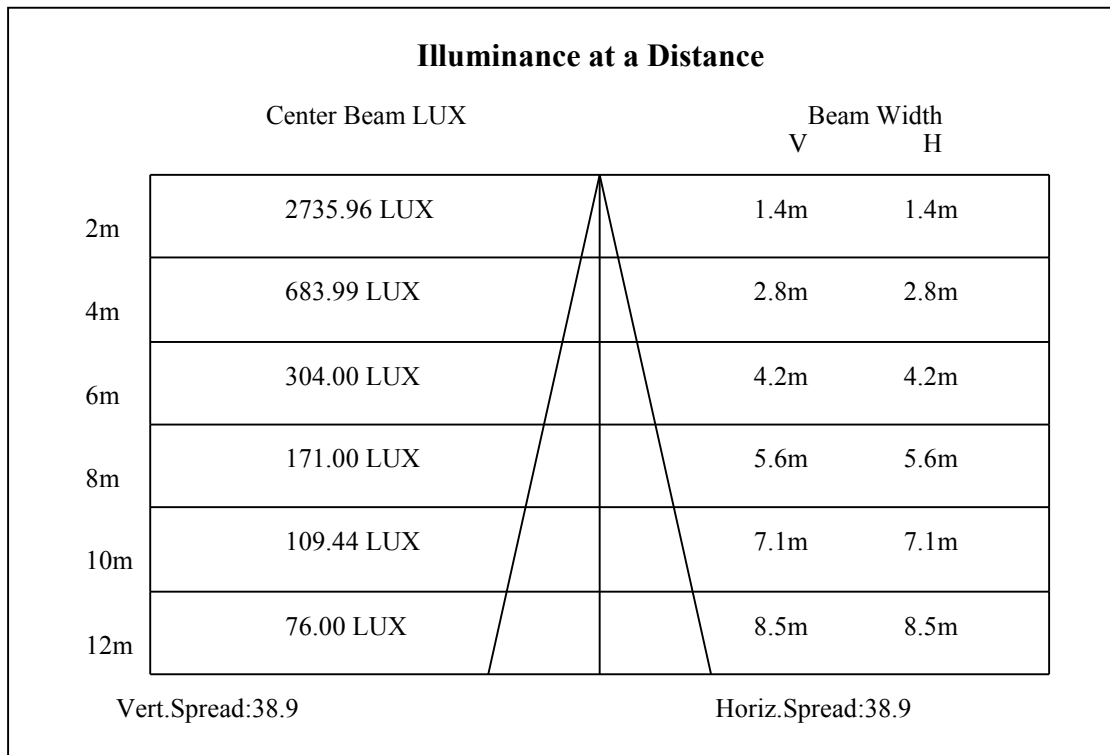 Illuminance at a Distance
Center Beam LUX Beam Width
V H
2735.96 LUX 1.4m 1.4m
2m
683.99 LUX 2.8m 2.8m
4m
304.00 LUX 4.2m 4.2m
6m
171.00 LUX 5.6m 5.6m
8m
109.44 LUX 7.1m 7.1m
10m
76.00 LUX 8.5m 8.5m
12m
Vert.Spread:38.9 Horiz.Spread:38.9